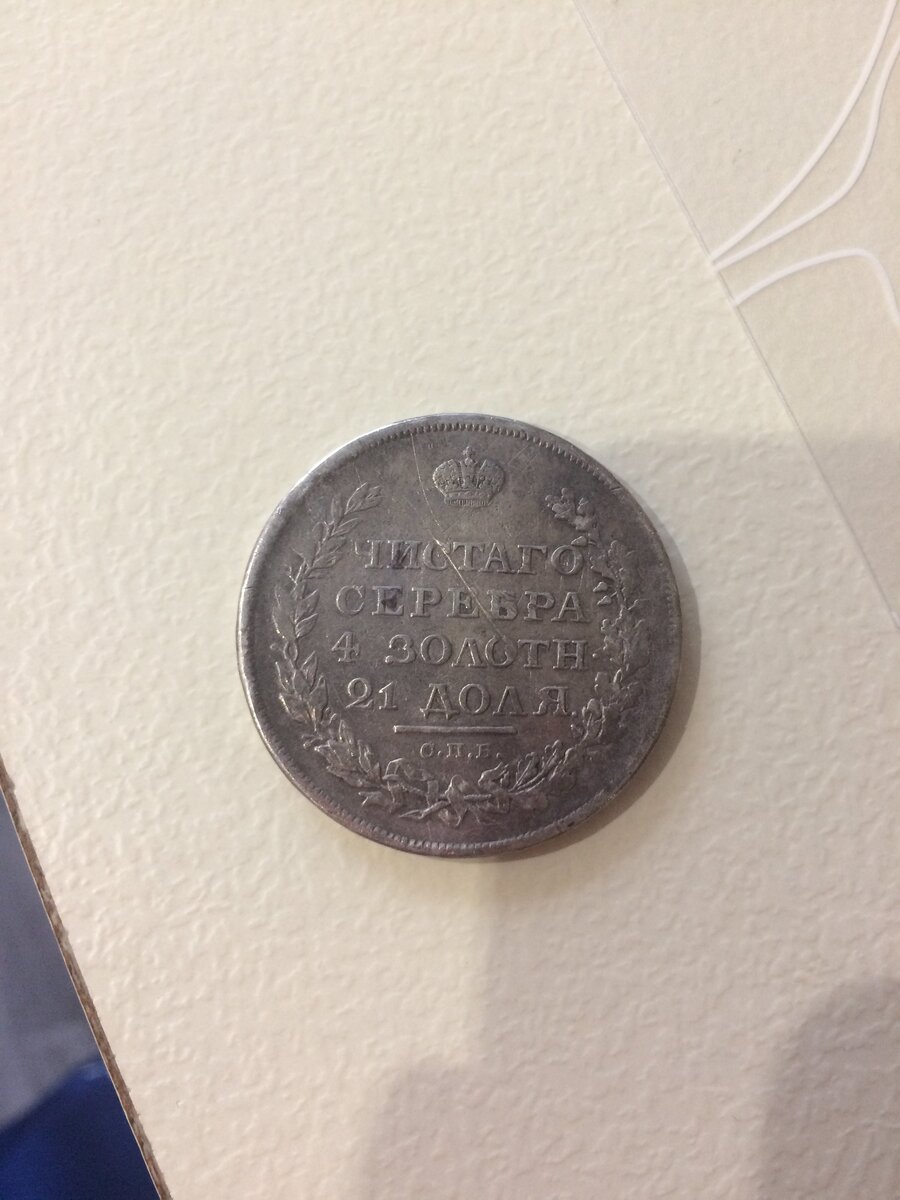 ЧИСТАГО
СЕРЕБРА
4 ЗОЛОТН.
21 ДОЛЯ.
С.П.Б.